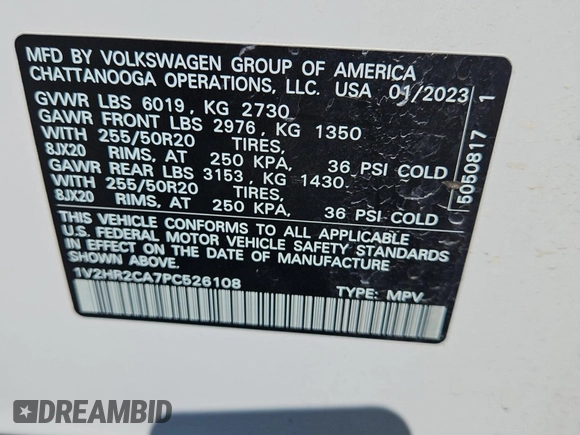 MFD BY VOLKSWAGEN GROUP OF AMERICA
CHATTANOOGA OPERATIONS, LLC. USA 01/2023
GVWR LBS 6019, KG 2730
GAWR FRONT LBS 2976, KG 1350
WITH 255/50R20 TIRES,
8JX20 RIMS, AT 250 KPA, 36 PSI COLD
GAWR REAR LBS 3153, KG 1430
WITH 255/50R20 TIRES,
8JX20 RIMS, AT 250 KPA, 36 PSI COLD
THIS VEHICLE CONFORMS TO ALL APPLICABLE
U.S. FEDERAL MOTOR VEHICLE SAFETY STANDARDS
IN EFFECT ON THE DATE OF MANUFACTURE
SHOWN ABOVE.
1V2HR2CA7PC526108 TYPE: MPV
5050817 1
DREAMBID